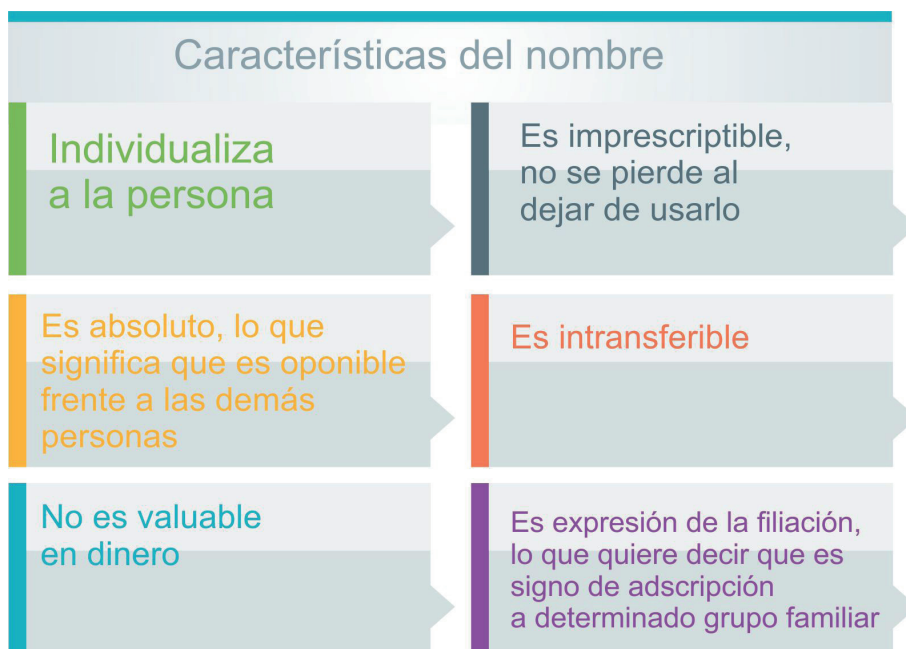 Características del nombre
Individualiza
a la persona
Es imprescriptible,
no se pierde al
dejar de usarlo
Es absoluto, lo que
significa que es oponible
frente a las demás
personas
Es intransferible
No es valuable
en dinero
Es expresión de la filiación,
lo que quiere decir que es
signo de adscripción
a determinado grupo familiar